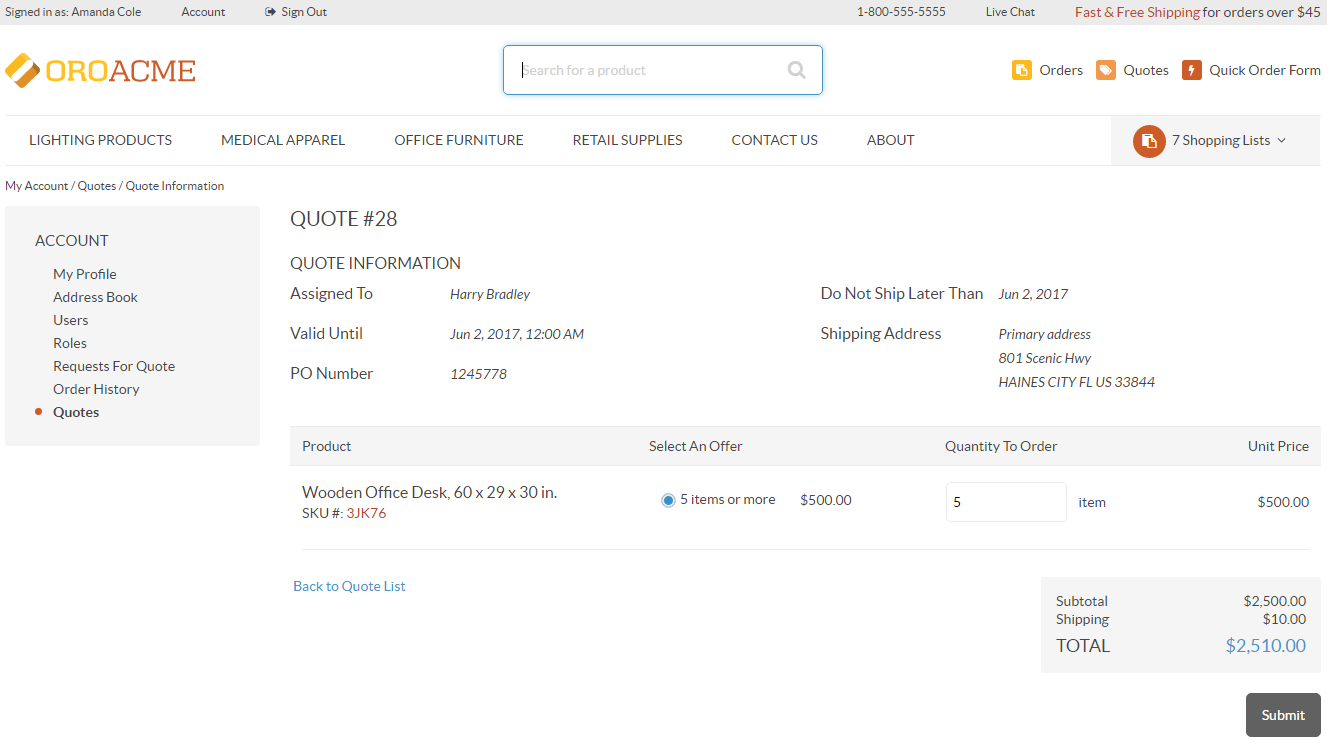 Signed in as: Amanda Cole Account Sign Out 1-800-555-5555 Live Chat Fast & Free Shipping for orders over $45
OROACME Search for a product Orders Quotes Quick Order Form
LIGHTING PRODUCTS MEDICAL APPAREL OFFICE FURNITURE RETAIL SUPPLIES CONTACT US ABOUT 7 Shopping Lists
My Account / Quotes / Quote Information
ACCOUNT
My Profile
Address Book
Users
Roles
Requests For Quote
Order History
Quotes
QUOTE #28
QUOTE INFORMATION
Assigned To Harry Bradley
Valid Until Jun 2, 2017, 12:00 AM
PO Number 1245778
Do Not Ship Later Than Jun 2, 2017
Shipping Address Primary address
801 Scenic Hwy
HAINES CITY FL US 33844
Product Select An Offer Quantity To Order Unit Price
Wooden Office Desk, 60 x 29 x 30 in. 5 items or more $500.00 5 item $500.00
SKU #: 3JK76
Back to Quote List
Subtotal $2,500.00
Shipping $10.00
TOTAL $2,510.00
Submit